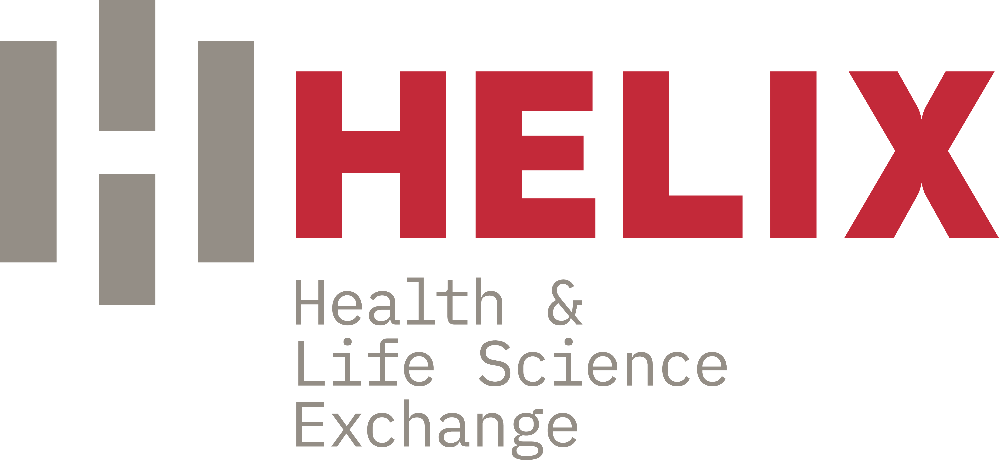 HELIX
Health &
Life Science
Exchange